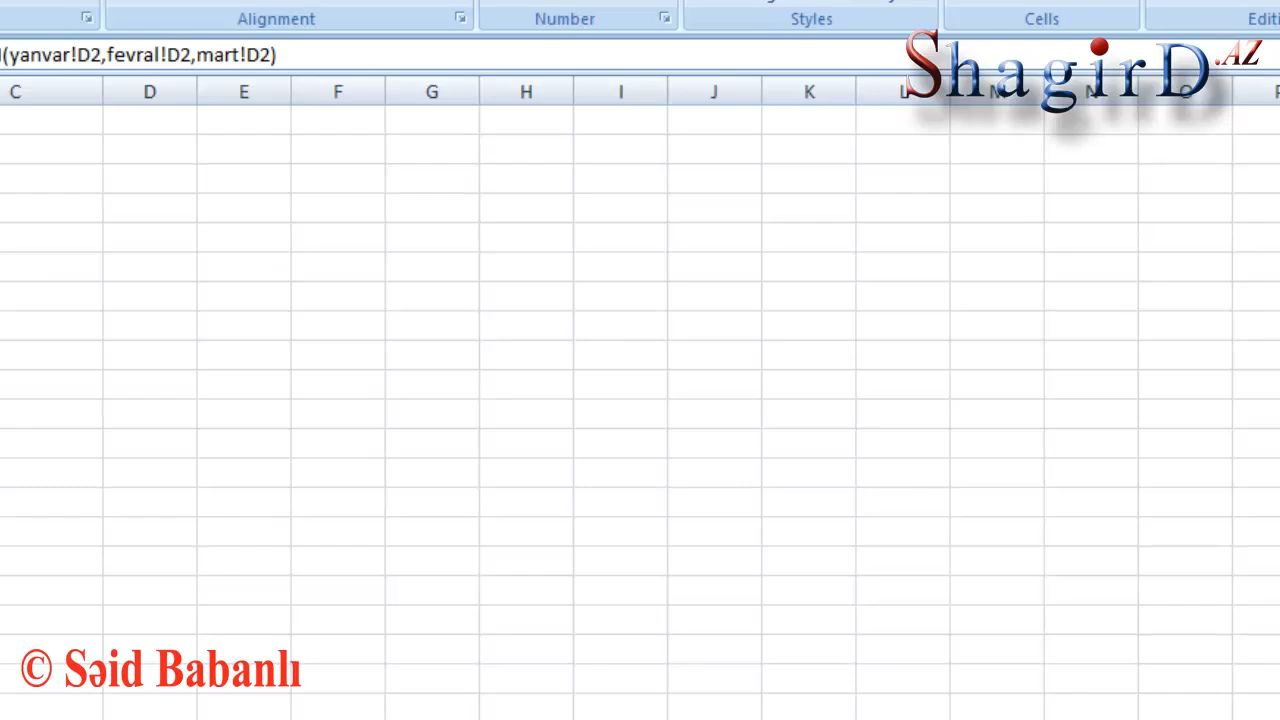 Alignment Number Styles Cells
(yanvar!D2,fevral!D2,mart!D2)
ShagirD.AZ
C D E F G H I J K L M N O
© Səid Babanlı